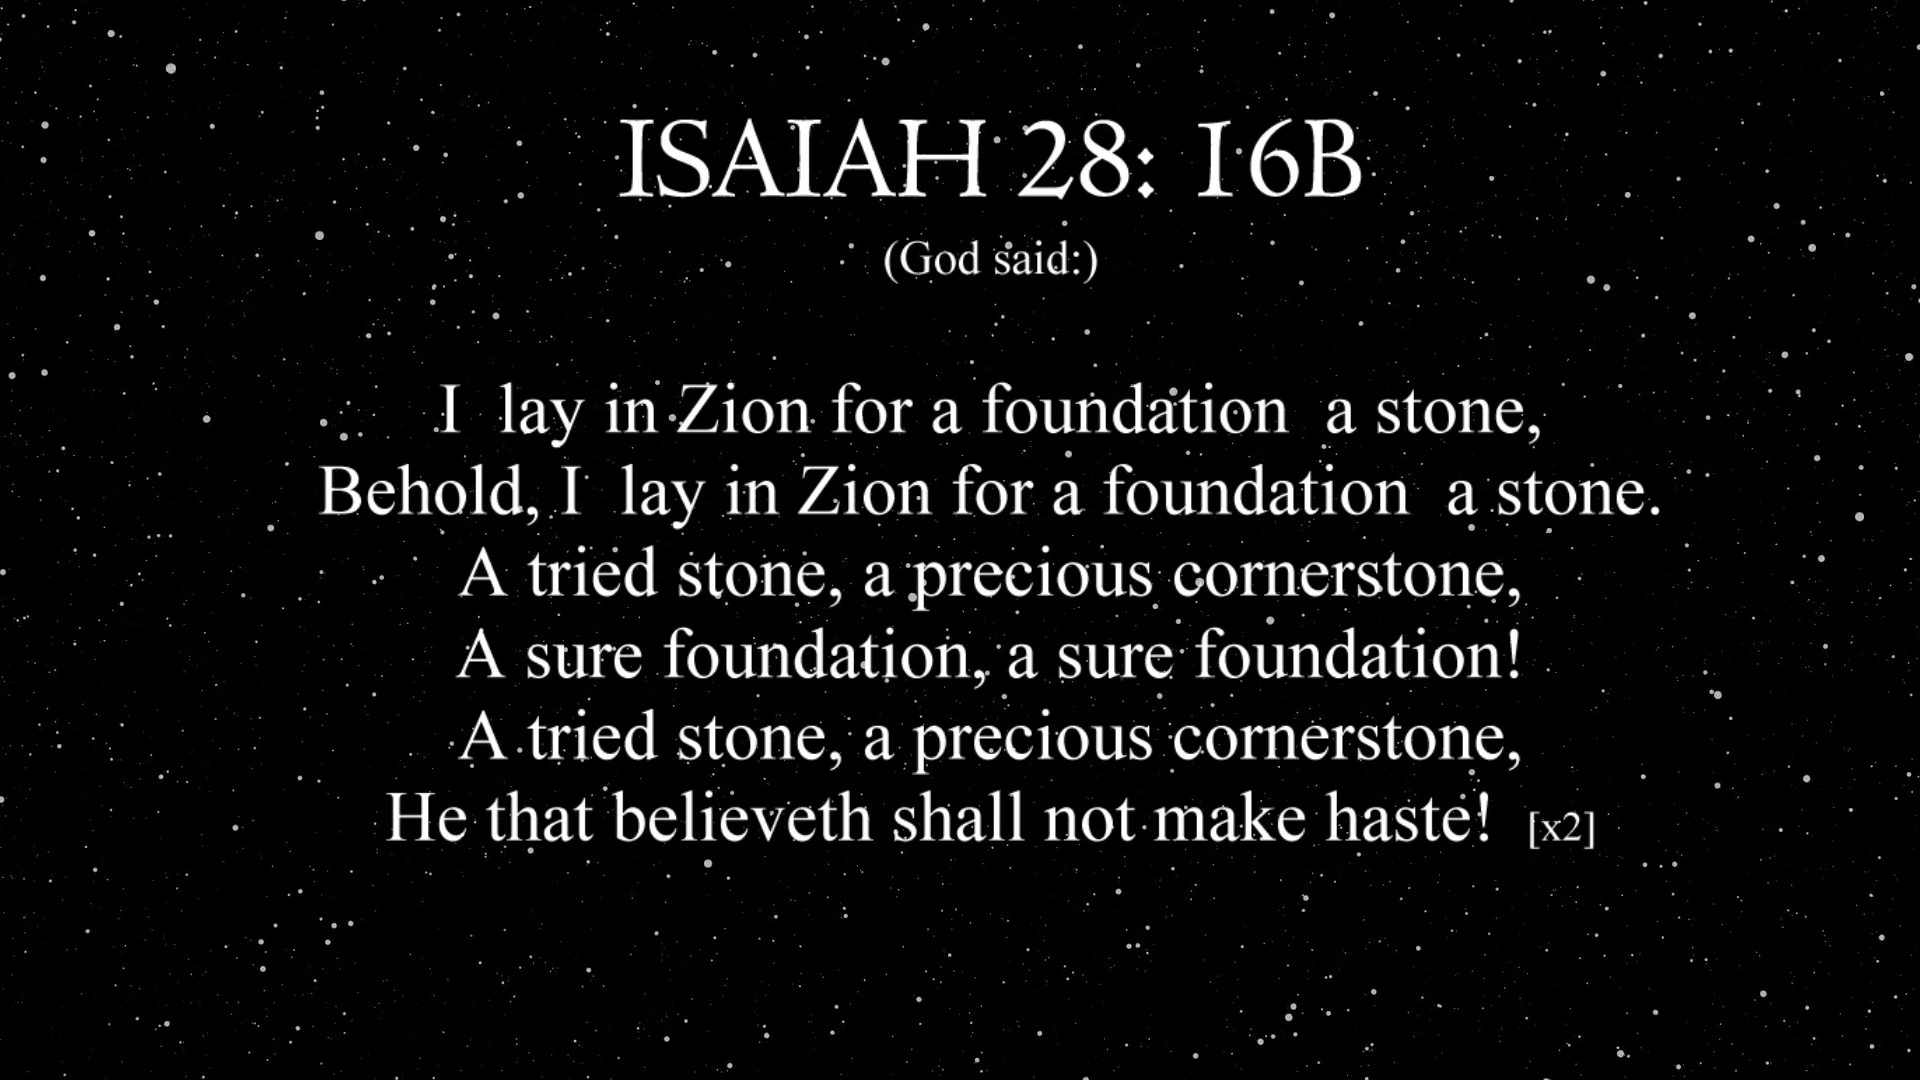 ISAIAH 28: 16B
(God said:)
I  lay in Zion for a foundation  a stone,
Behold, I  lay in Zion for a foundation  a stone.
A tried stone, a precious cornerstone,
A sure foundation, a sure foundation!
A tried stone, a precious cornerstone,
He that believeth shall not make haste!  [x2]